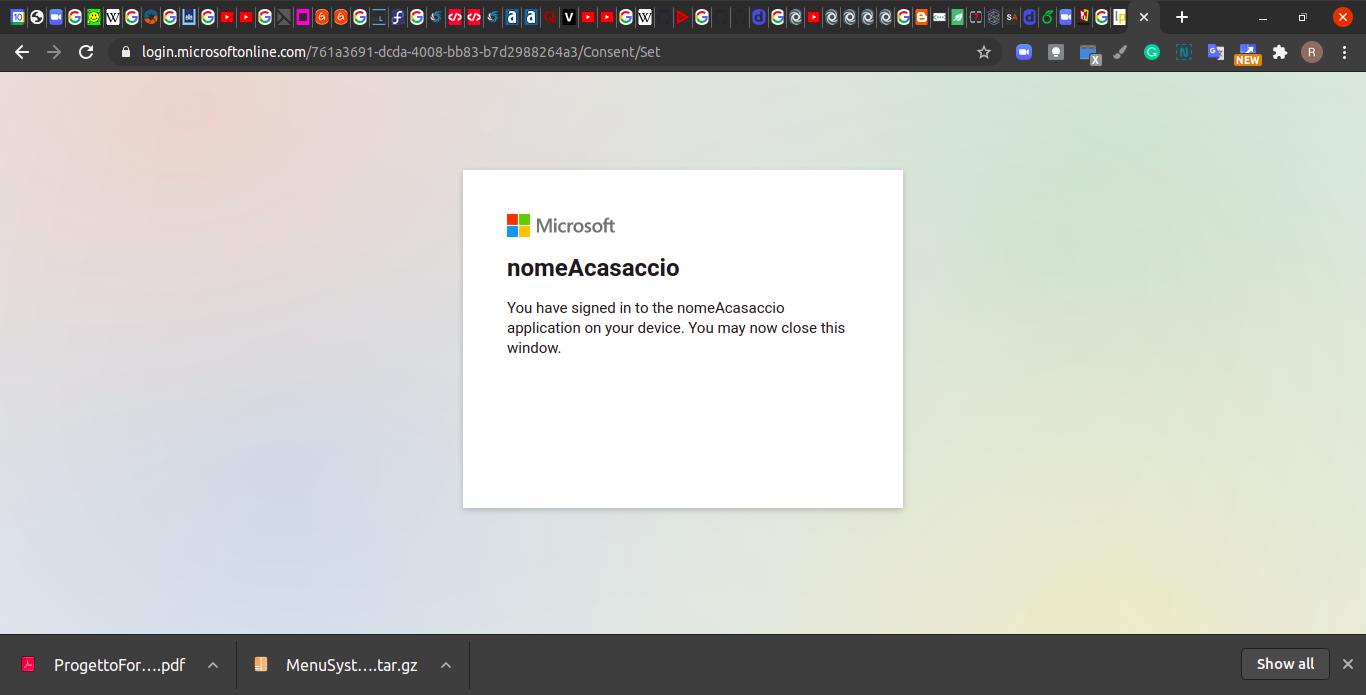 login.microsoftonline.com/761a3691-dcda-4008-bb83-b7d2988264a3/Consent/Set
NEW
R
Microsoft
nomeAcasaccio
You have signed in to the nomeAcasaccio
application on your device. You may now close this
window.
ProgettoFor....pdf
MenuSyst....tar.gz
Show all